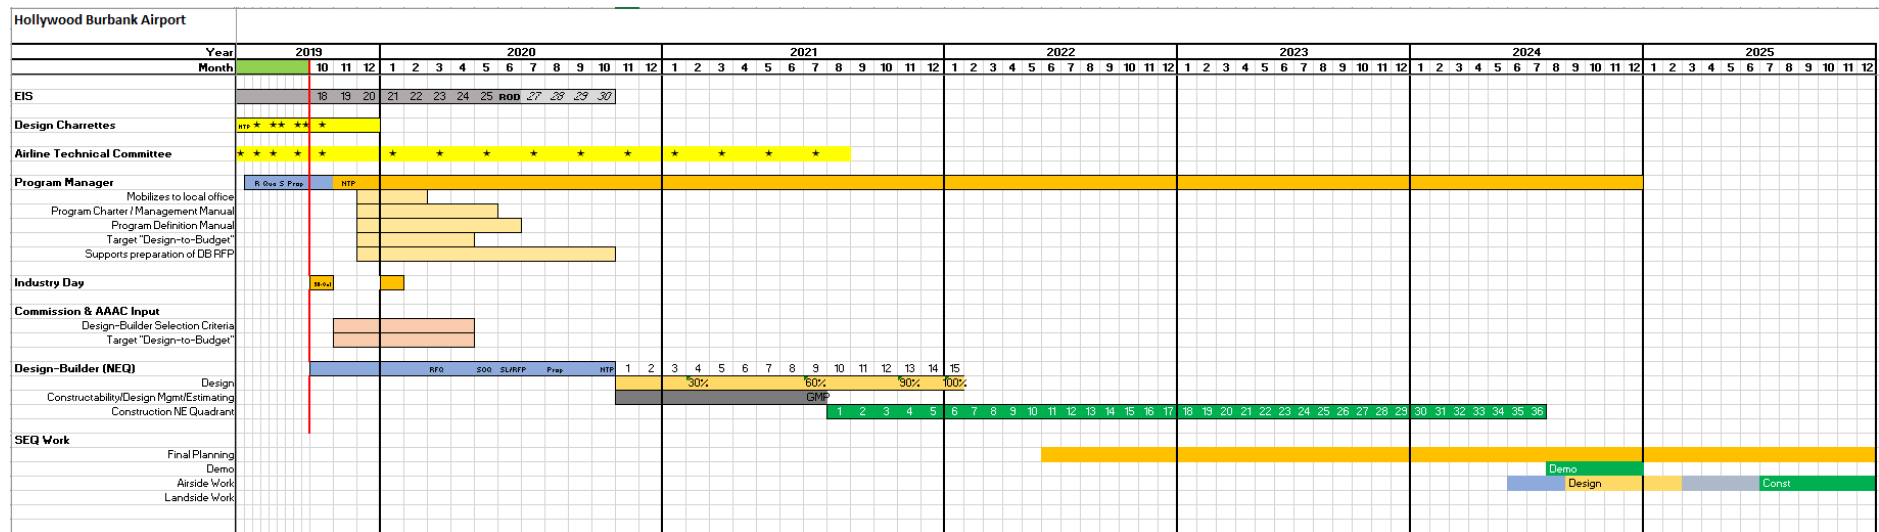 Hollywood Burbank Airport
Year 2019 2020 2021 2022 2023 2024 2025
Month 10 11 12 1 2 3 4 5 6 7 8 9 10 11 12 1 2 3 4 5 6 7 8 9 10 11 12 1 2 3 4 5 6 7 8 9 10 11 12 1 2 3 4 5 6 7 8 9 10 11 12 1 2 3 4 5 6 7 8 9 10 11 12 1 2 3 4 5 6 7 8 9 10 11 12
EIS 18 19 20 21 22 23 24 25 ROD 27 28 29 30
Design Charrettes NTP ★ ★★ ★★ ★
Airline Technical Committee ★ ★ ★ ★ ★ ★ ★ ★ ★ ★ ★ ★ ★ ★ ★
Program Manager R Qua S Prop NTP
Mobilizes to local office
Program Charter / Management Manual
Program Definition Manual
Target "Design-to-Budget"
Supports preparation of DB RFP
Industry Day
Commission & AAAC Input
Design-Builder Selection Criteria
Target "Design-to-Budget"
Design-Builder (NEQ) RFQ SOQ SL/RFP Prop NTP 1 2 3 4 5 6 7 8 9 10 11 12 13 14 15
Design 30% 60% 90% 100%
Constructability/Design Mgmt/Estimating GMP
Construction NE Quadrant 1 2 3 4 5 6 7 8 9 10 11 12 13 14 15 16 17 18 19 20 21 22 23 24 25 26 27 28 29 30 31 32 33 34 35 36
SEQ Work
Final Planning
Demo Demo
Airside Work Design Const
Landside Work